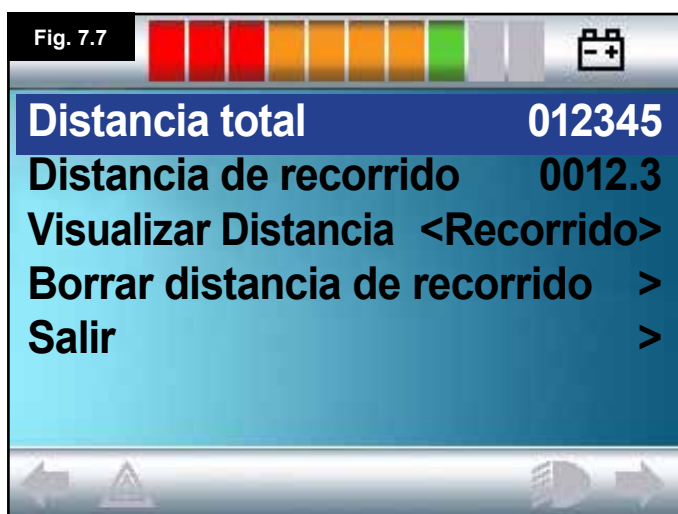 Fig. 7.7
Distancia total 012345
Distancia de recorrido 0012.3
Visualizar Distancia <Recorrido>
Borrar distancia de recorrido >
Salir >